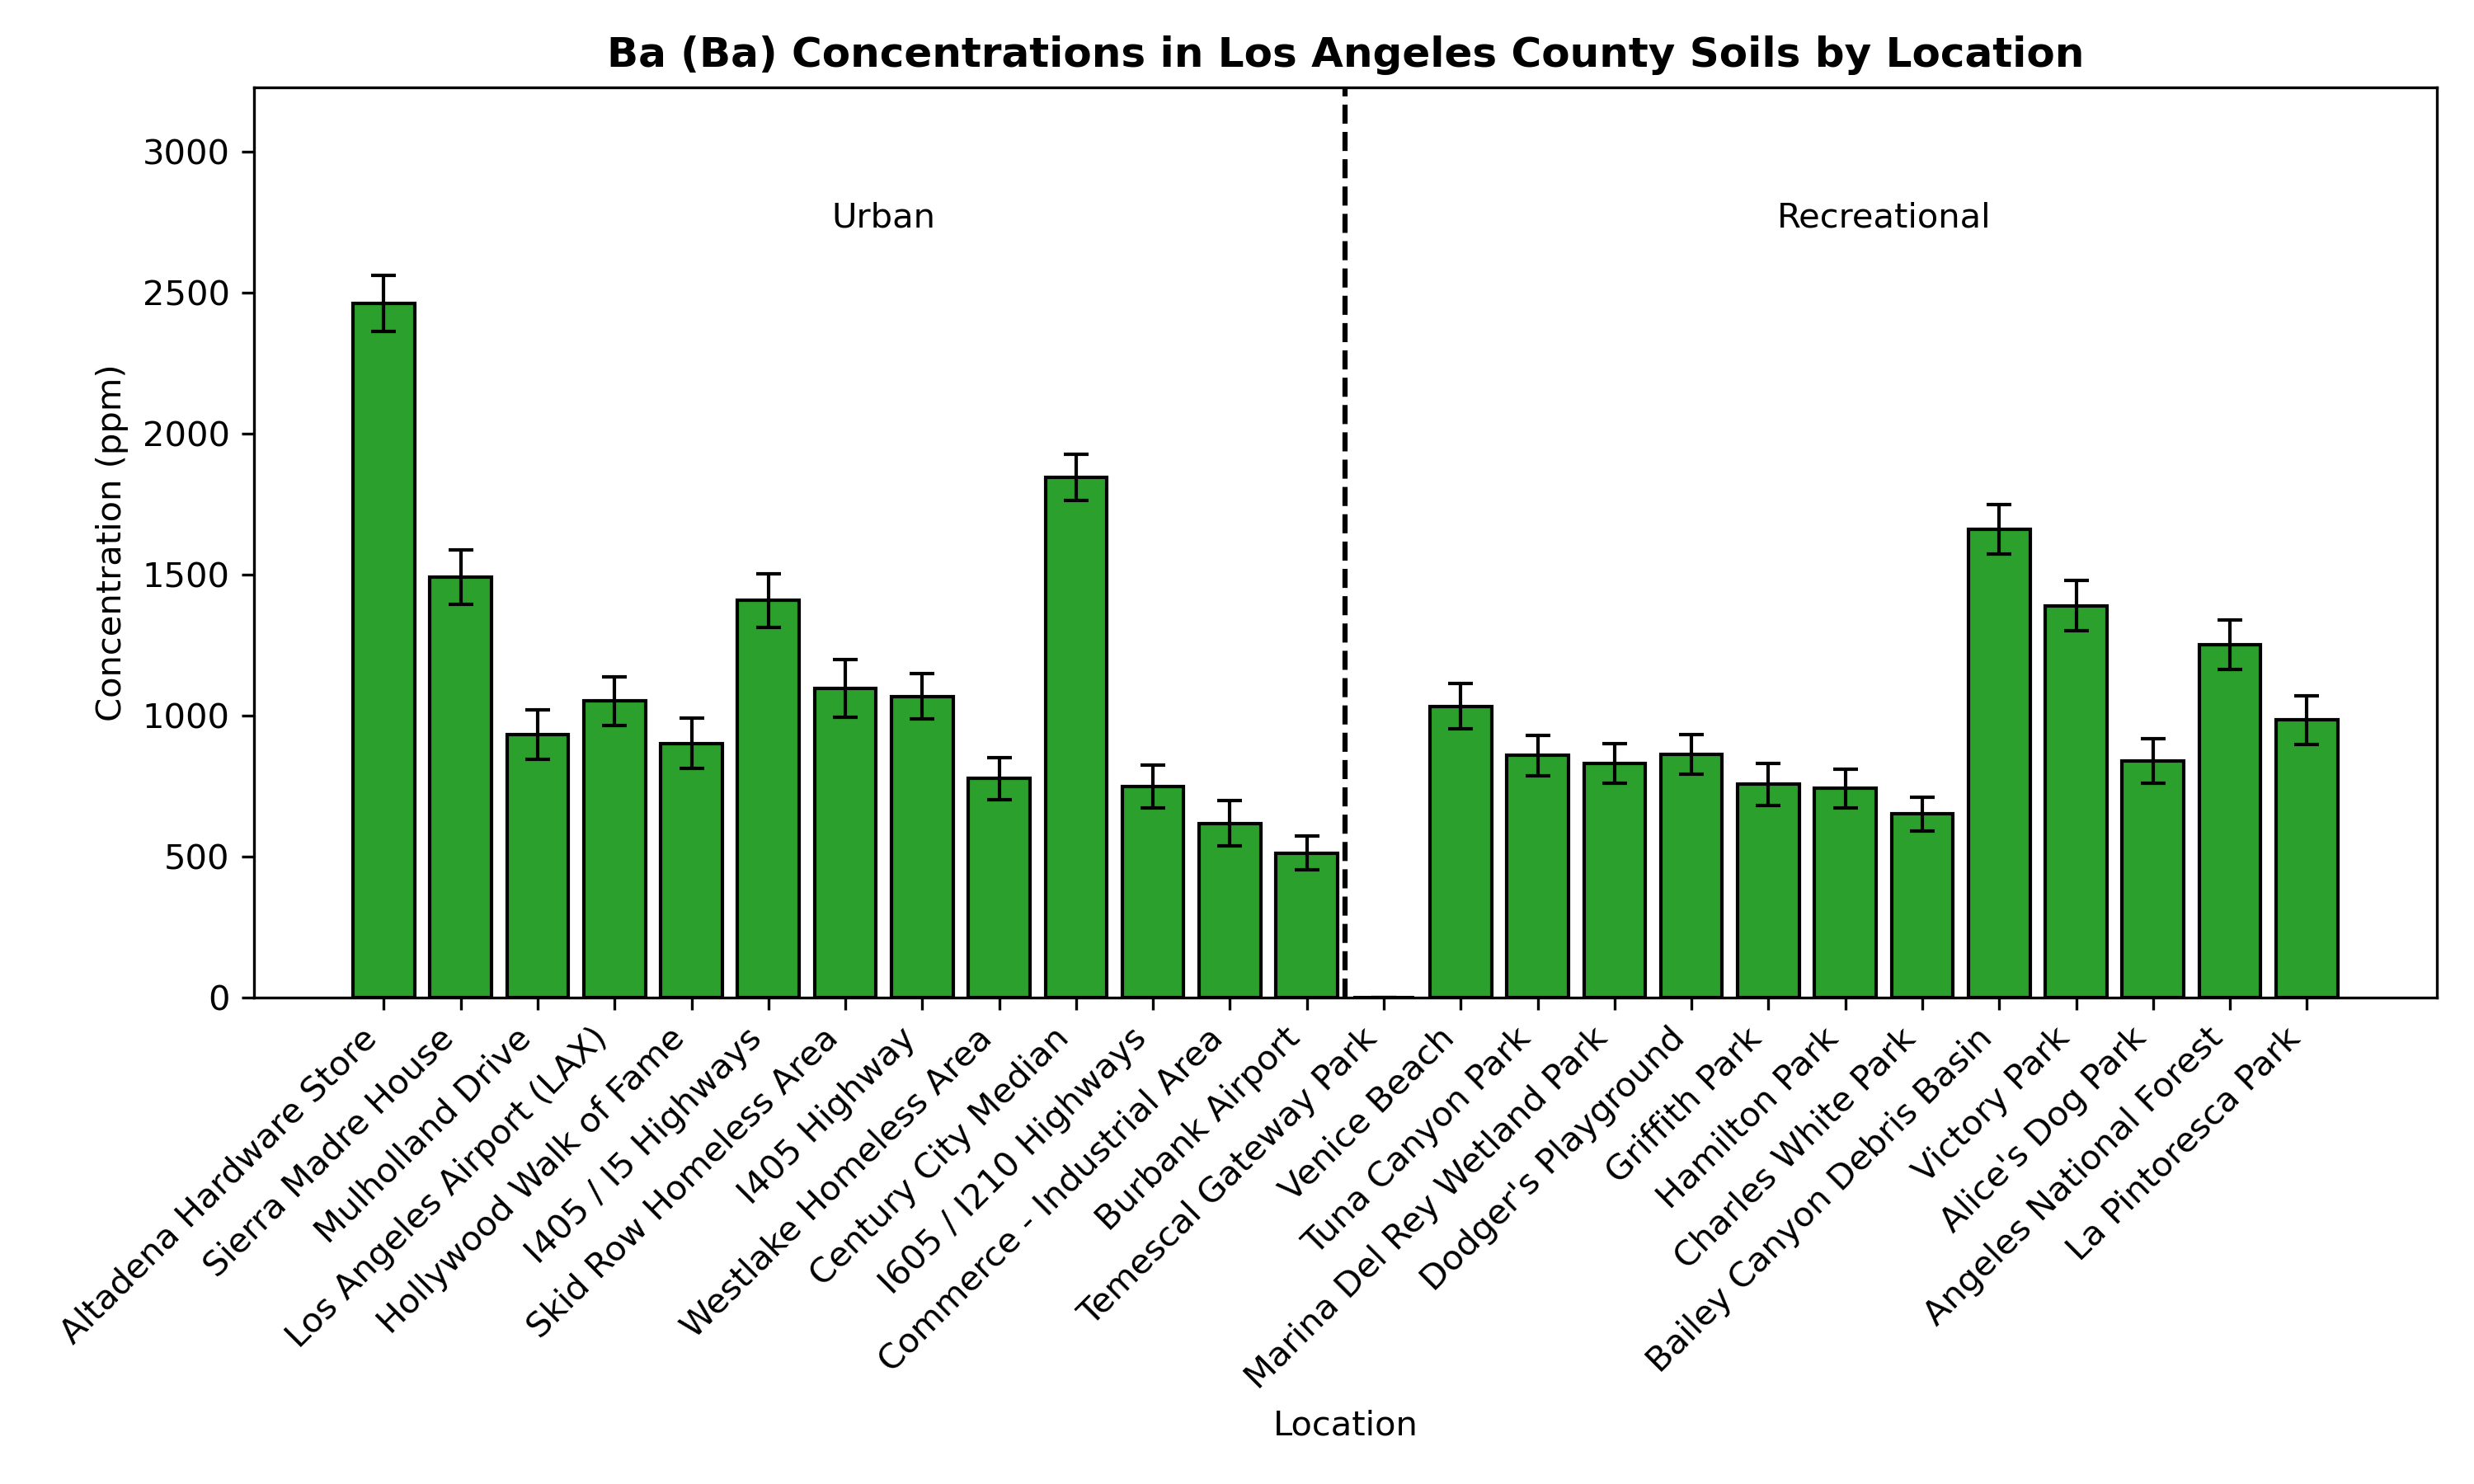 Ba (Ba) Concentrations in Los Angeles County Soils by Location
Urban
Recreational
Concentration (ppm)
3000
2500
2000
1500
1000
500
0
Altadena Hardware Store
Sierra Madre House
Mulholland Drive
Los Angeles Airport (LAX)
Hollywood Walk of Fame
I405 / I5 Highways
Skid Row Homeless Area
I405 Highway
Westlake Homeless Area
Century City Median
I605 / I210 Highways
Commerce - Industrial Area
Burbank Airport
Temescal Gateway Park
Venice Beach
Tuna Canyon Park
Marina Del Rey Wetland Park
Dodger's Playground
Griffith Park
Hamilton Park
Charles White Park
Bailey Canyon Debris Basin
Victory Park
Alice's Dog Park
Angeles National Forest
La Pintoresca Park
Location